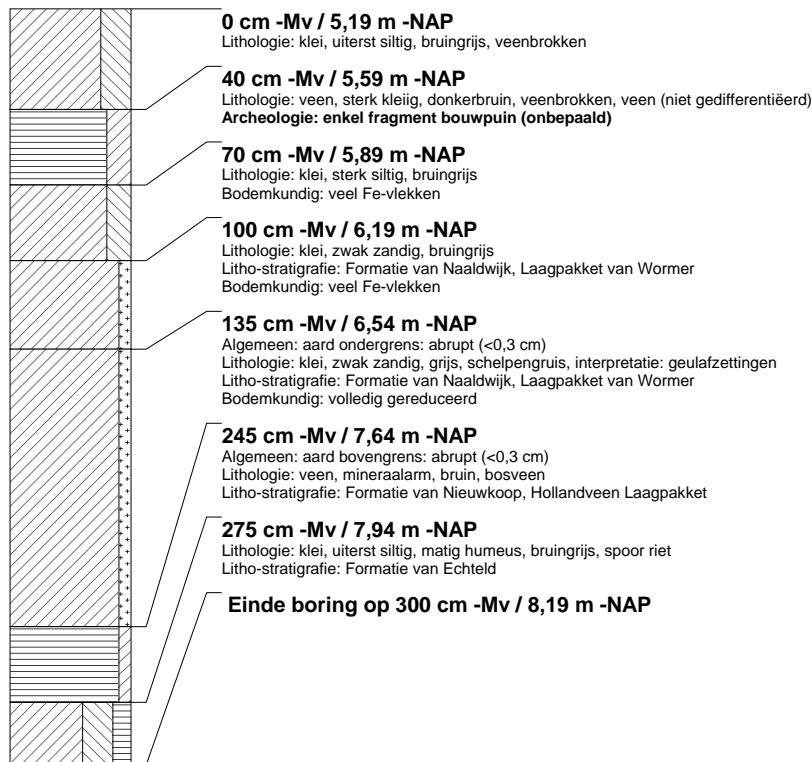 0 cm -Mv / 5,19 m -NAP
Lithologie: klei, uiterst siltig, bruingrijs, veenbrokken
40 cm -Mv / 5,59 m -NAP
Lithologie: veen, sterk kleiig, donkerbruin, veenbrokken, veen (niet gedifferentiëerd)
Archeologie: enkel fragment bouwpuin (onbepaald)
70 cm -Mv / 5,89 m -NAP
Lithologie: klei, sterk siltig, bruingrijs
Bodemkundig: veel Fe-vlekken
100 cm -Mv / 6,19 m -NAP
Lithologie: klei, zwak zandig, bruingrijs
Litho-stratigrafie: Formatie van Naaldwijk, Laagpakket van Wormer
Bodemkundig: veel Fe-vlekken
135 cm -Mv / 6,54 m -NAP
Algemeen: aard ondergrens: abrupt (<0,3 cm)
Lithologie: klei, zwak zandig, grijs, schelpengruis, interpretatie: geulafzettingen
Litho-stratigrafie: Formatie van Naaldwijk, Laagpakket van Wormer
Bodemkundig: volledig gereduceerd
245 cm -Mv / 7,64 m -NAP
Algemeen: aard bovengrens: abrupt (<0,3 cm)
Lithologie: veen, mineraalarm, bruin, bosveen
Litho-stratigrafie: Formatie van Nieuwkoop, Hollandveen Laagpakket
275 cm -Mv / 7,94 m -NAP
Lithologie: klei, uiterst siltig, matig humeus, bruingrijs, spoor riet
Litho-stratigrafie: Formatie van Echteld
Einde boring op 300 cm -Mv / 8,19 m -NAP